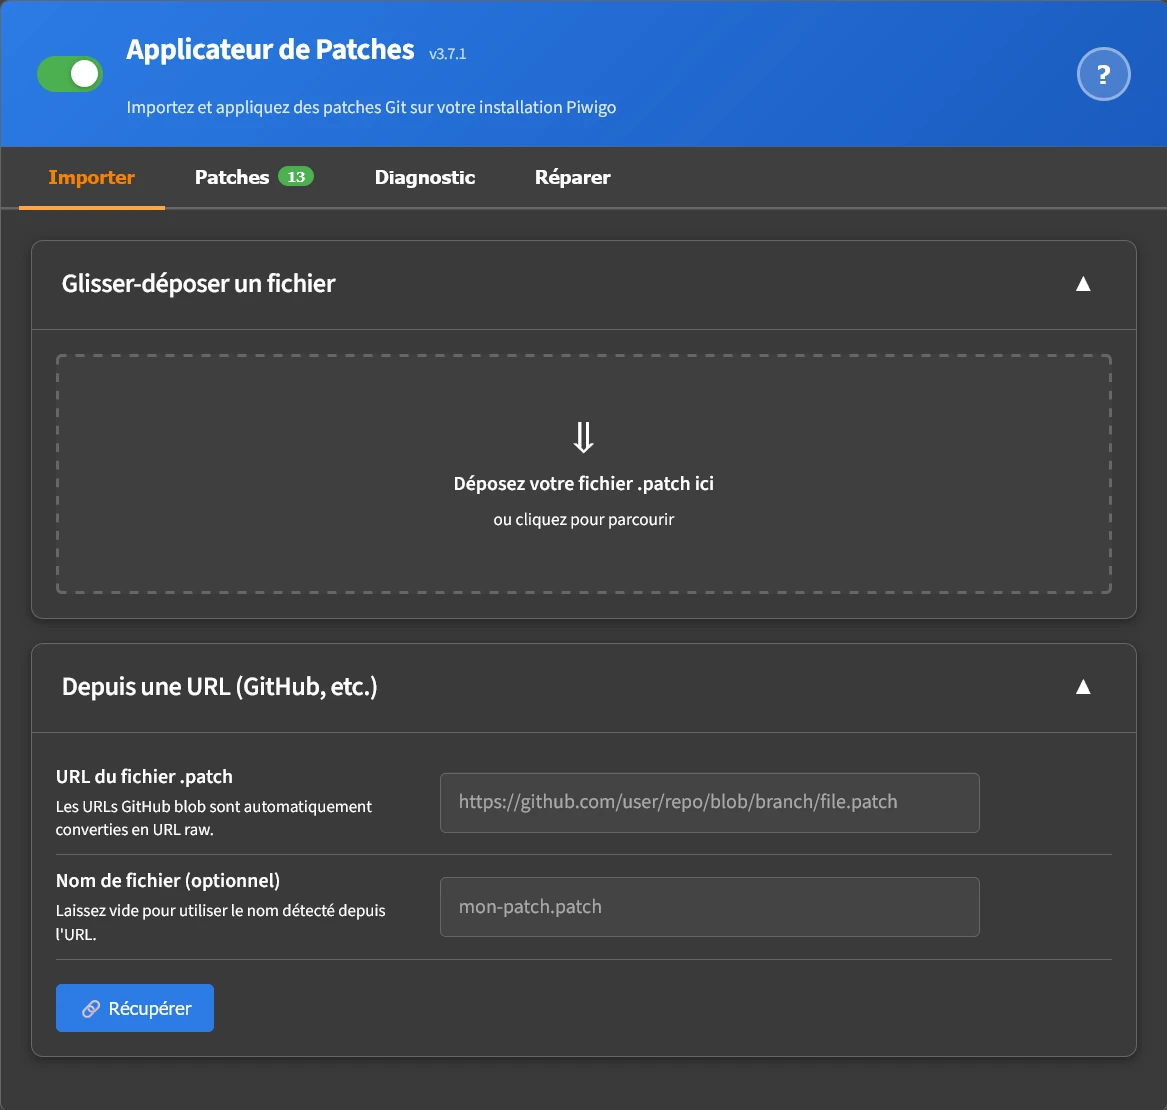 Applicateur de Patches v3.7.1
?
Importez et appliquez des patches Git sur votre installation Piwigo
Importer
Patches 13
Diagnostic
Réparer
Glisser-déposer un fichier
Déposez votre fichier .patch ici
ou cliquez pour parcourir
Depuis une URL (GitHub, etc.)
URL du fichier .patch
Les URLs GitHub blob sont automatiquement
converties en URL raw.
https://github.com/user/repo/blob/branch/file.patch
Nom de fichier (optionnel)
Laissez vide pour utiliser le nom détecté depuis
l'URL.
mon-patch.patch
Récupérer